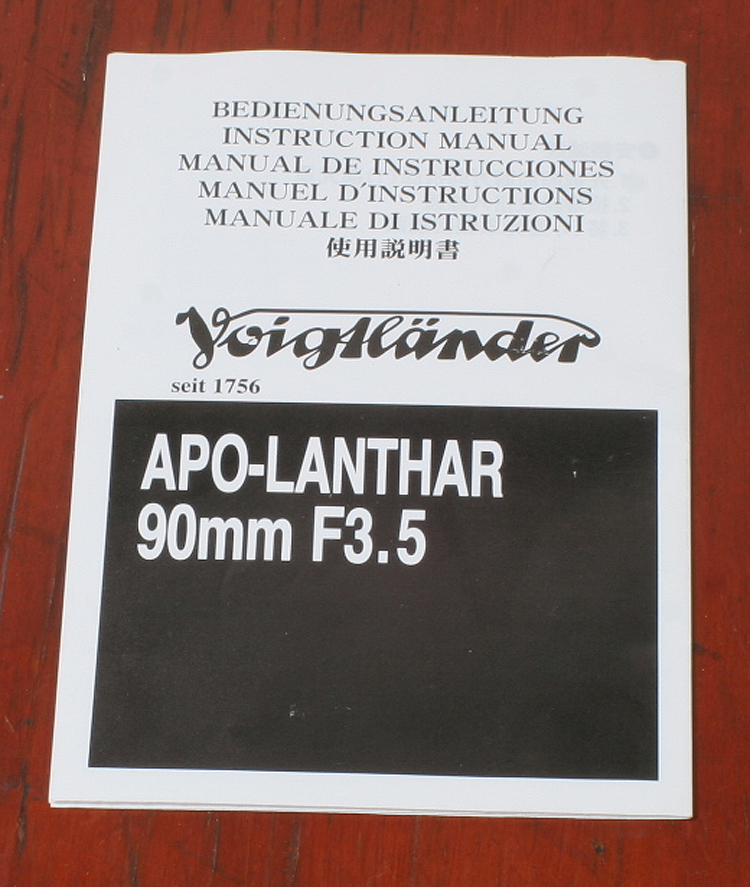 BEDIENUNGSANLEITUNG
INSTRUCTION MANUAL
MANUAL DE INSTRUCCIONES
MANUEL D´INSTRUCTIONS
MANUALE DI ISTRUZIONI
使用説明書
Voigtländer
seit 1756
APO-LANTHAR
90mm F3.5